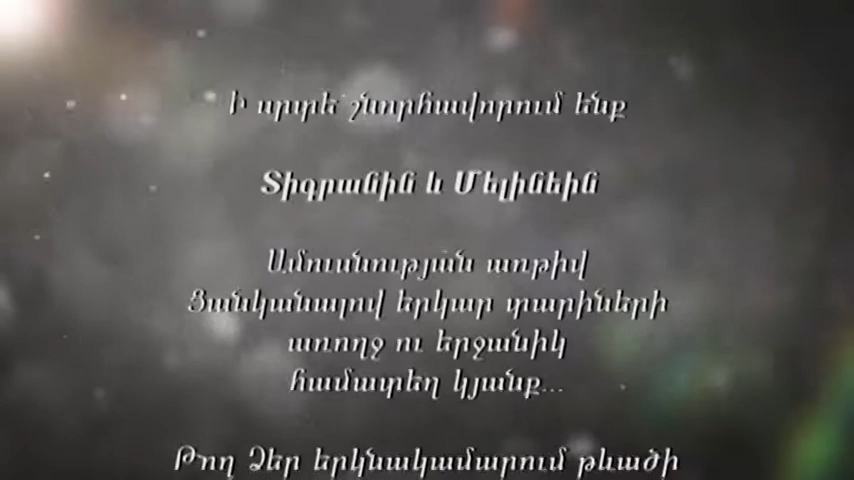 Ի սրտե շնորհավորում ենք
Տիգրանին և Մելինեին
Ամուսնության առթիվ
Ցանկանալով երկար տարիների
առողջ ու երջանիկ
համատեղ կյանք...
Թող Ձեր երկնակամարում թևածի